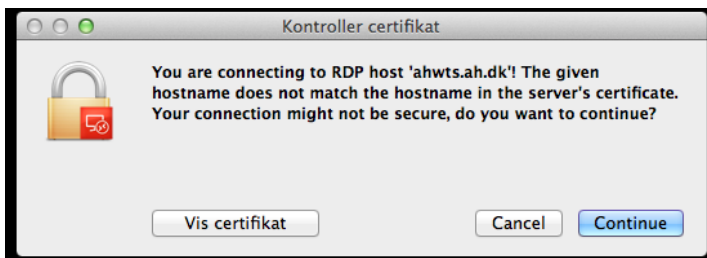 Kontroller certifikat
You are connecting to RDP host 'ahwts.ah.dk'! The given
hostname does not match the hostname in the server's certificate.
Your connection might not be secure, do you want to continue?
Vis certifikat
Cancel
Continue